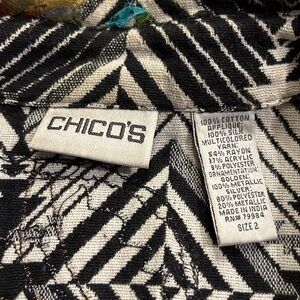 CHICO'S
100% COTTON
APPLIQUE:
100% SILK
MULTICOLORED
YARN:
54% RAYON
37% ACRYLIC
9% POLYESTER
ORNAMENTATION:
GOLDEN:
100% METALLIC
SILVER:
80% POLYESTER
20% METALLIC
MADE IN INDIA
RN# 79984
SIZE 2